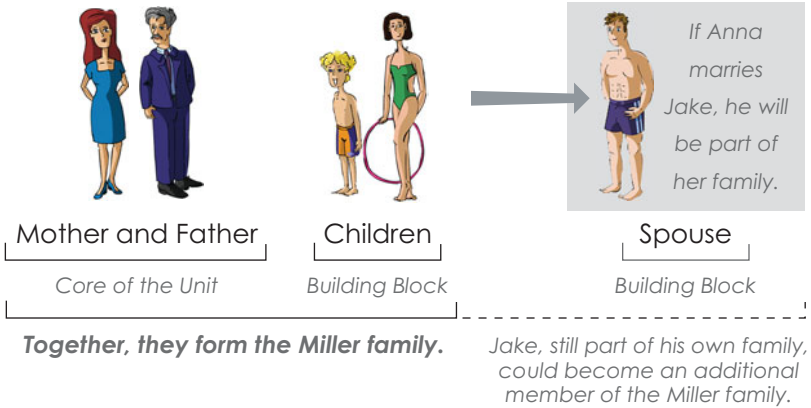 If Anna
marries
Jake, he will
be part of
her family.
Mother and Father
Children
Spouse
Core of the Unit
Building Block
Building Block
Together, they form the Miller family.
Jake, still part of his own family,
could become an additional
member of the Miller family.